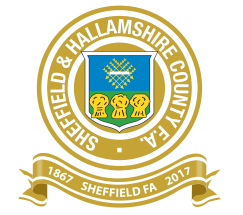 SHEFFIELD & HALLAMSHIRE COUNTY F.A.
1867 SHEFFIELD FA 2017